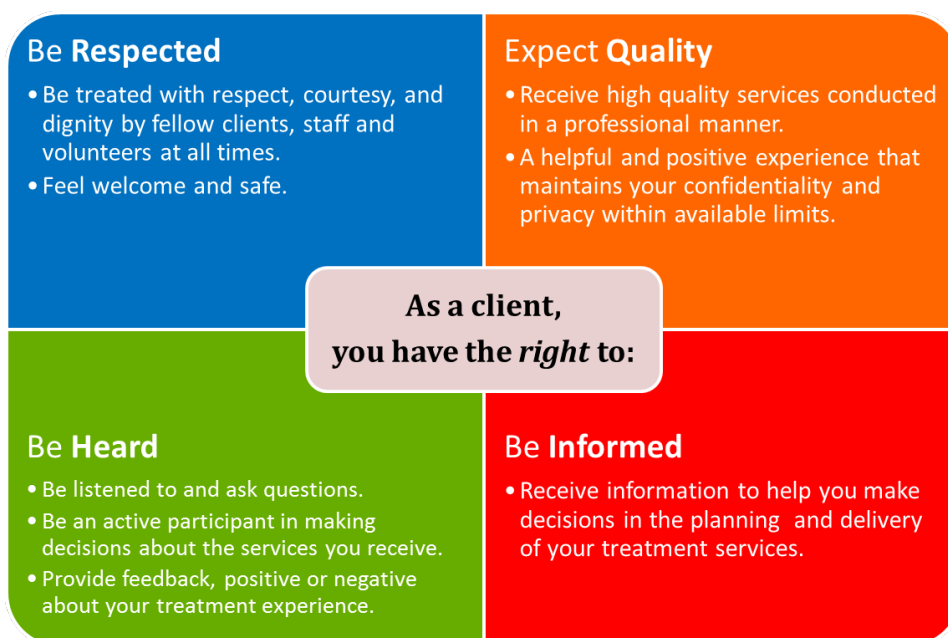 Be Respected
• Be treated with respect, courtesy, and
dignity by fellow clients, staff and
volunteers at all times.
• Feel welcome and safe.
Expect Quality
• Receive high quality services conducted
in a professional manner.
• A helpful and positive experience that
maintains your confidentiality and
privacy within available limits.
As a client,
you have the right to:
Be Heard
• Be listened to and ask questions.
• Be an active participant in making
decisions about the services you receive.
• Provide feedback, positive or negative
about your treatment experience.
Be Informed
• Receive information to help you make
decisions in the planning  and delivery
of your treatment services.